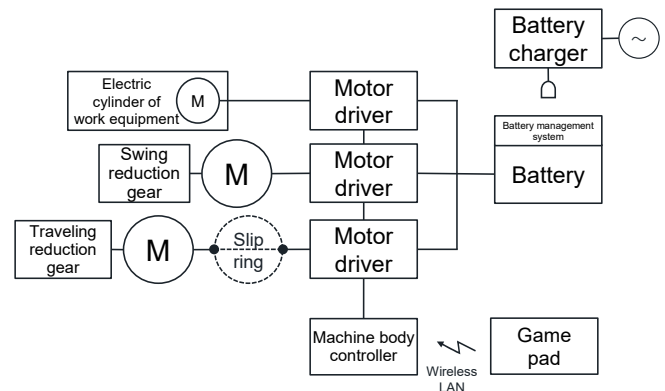 Battery
charger
~
Electric
cylinder of
work equipment
M
Motor
driver
Battery management
system
Battery
Swing
reduction
gear
M
Motor
driver
Traveling
reduction
gear
M
Slip
ring
Motor
driver
Machine body
controller
Wireless
LAN
Game
pad